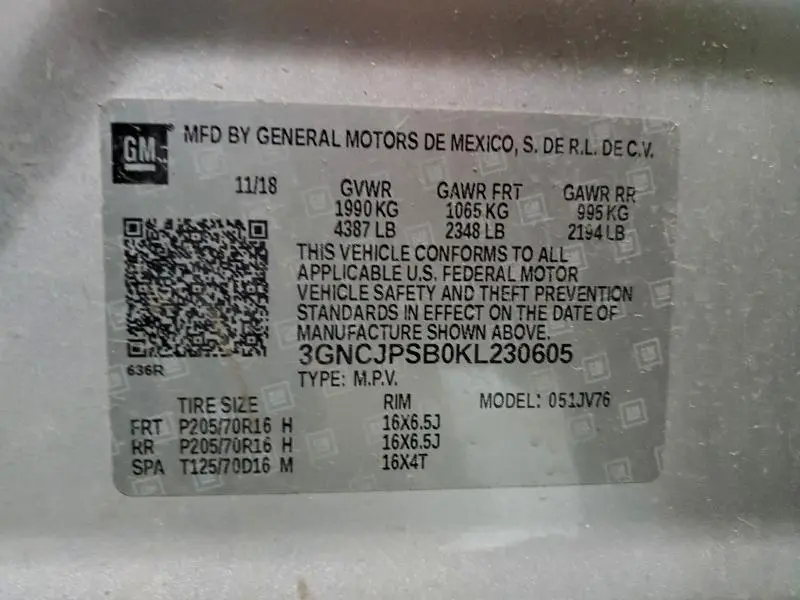 GM MFD BY GENERAL MOTORS DE MEXICO, S. DE R.L. DE C.V.
11/18 GVWR GAWR FRT GAWR RR
1990 KG 1065 KG 995 KG
4387 LB 2348 LB 2194 LB
THIS VEHICLE CONFORMS TO ALL
APPLICABLE U.S. FEDERAL MOTOR
VEHICLE SAFETY AND THEFT PREVENTION
STANDARDS IN EFFECT ON THE DATE OF
MANUFACTURE SHOWN ABOVE.
3GNCJPSB0KL230605
636R
TYPE: M.P.V.
TIRE SIZE RIM MODEL: 051JV76
FRT P205/70R16 H 16X6.5J
RR P205/70R16 H 16X6.5J
SPA T125/70D16 M 16X4T